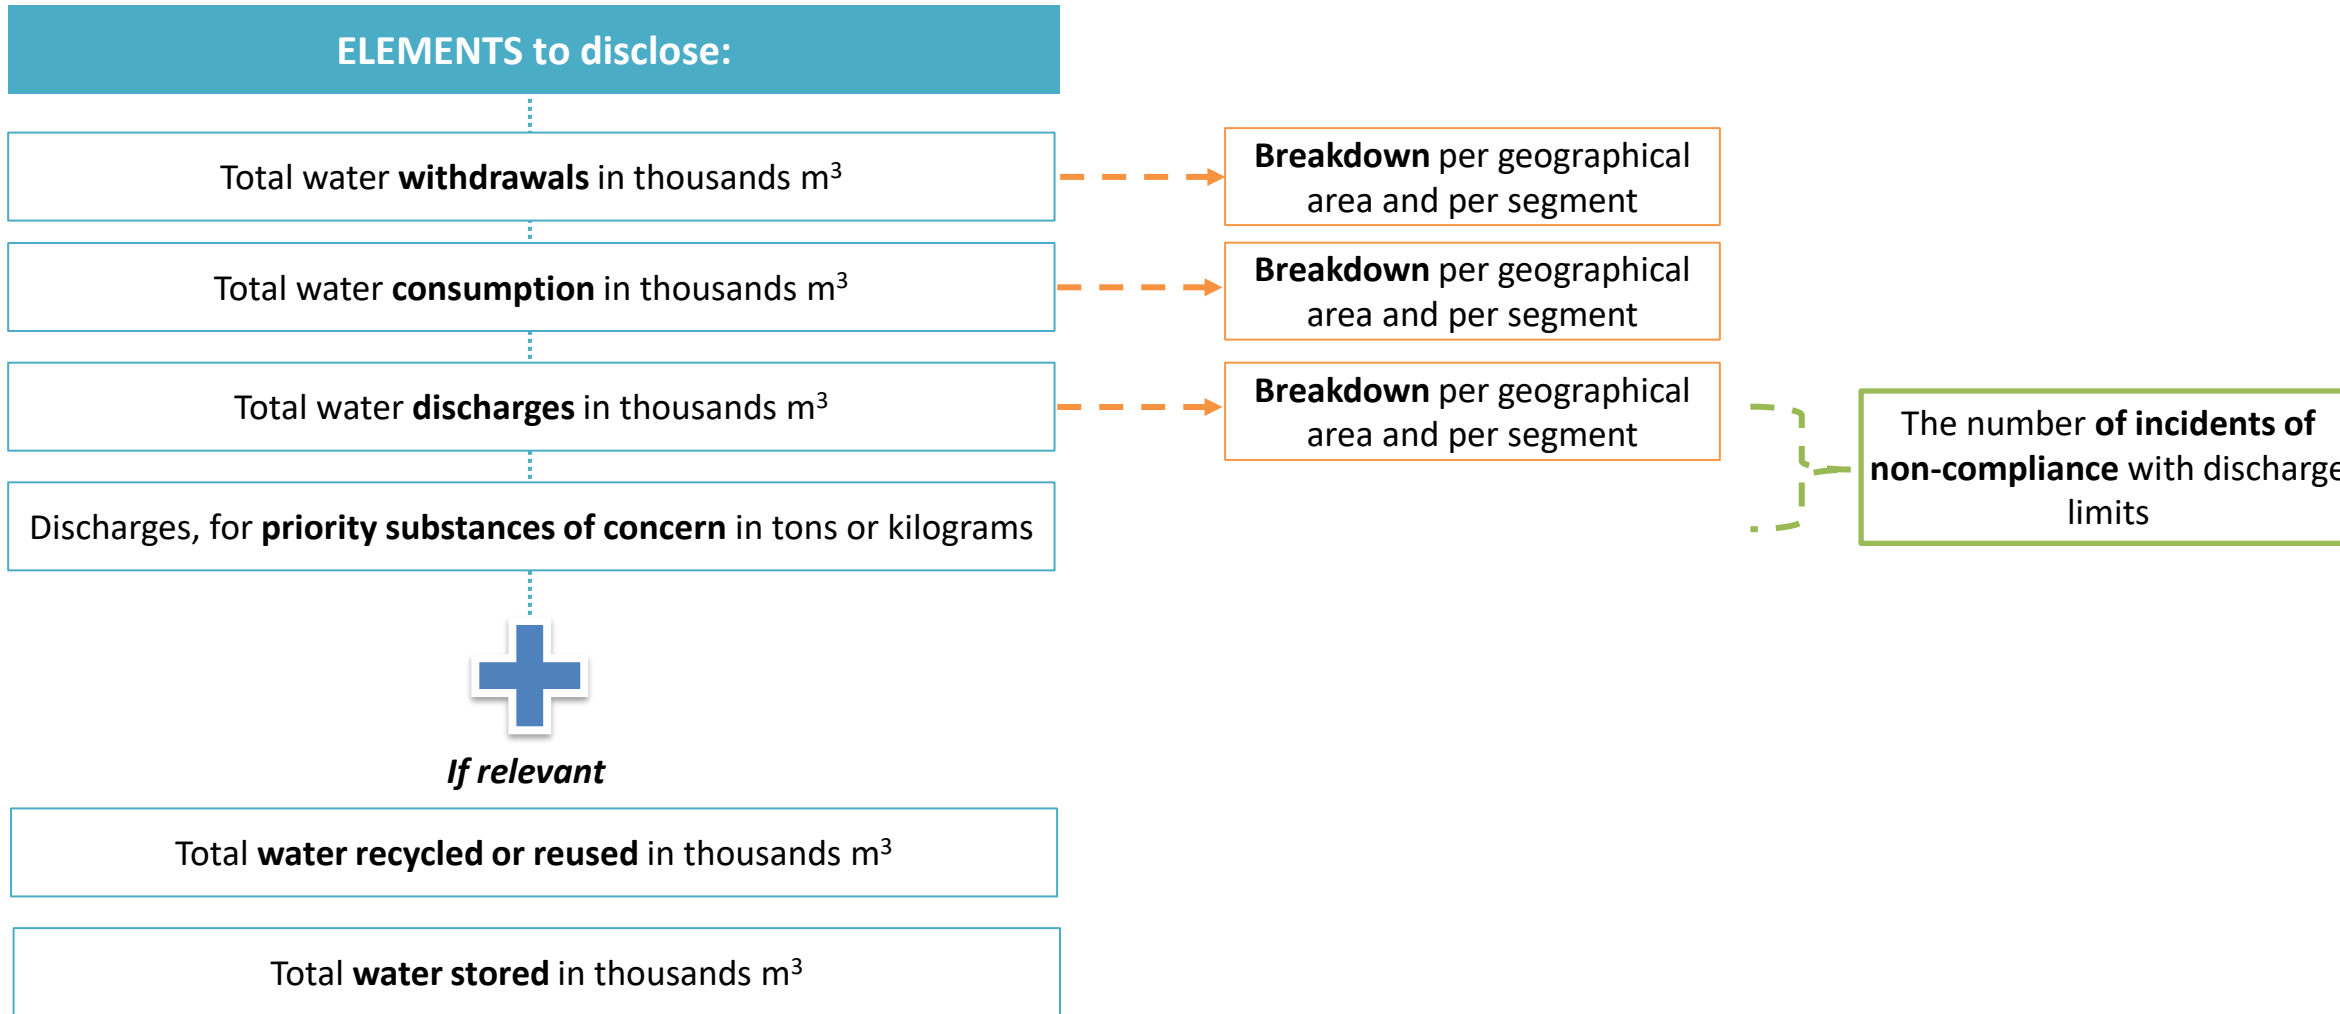 ELEMENTS to disclose:
Total water withdrawals in thousands m³
Breakdown per geographical
area and per segment
Total water consumption in thousands m³
Breakdown per geographical
area and per segment
Total water discharges in thousands m³
Breakdown per geographical
area and per segment
The number of incidents of
non-compliance with discharge
limits
Discharges, for priority substances of concern in tons or kilograms
If relevant
Total water recycled or reused in thousands m³
Total water stored in thousands m³